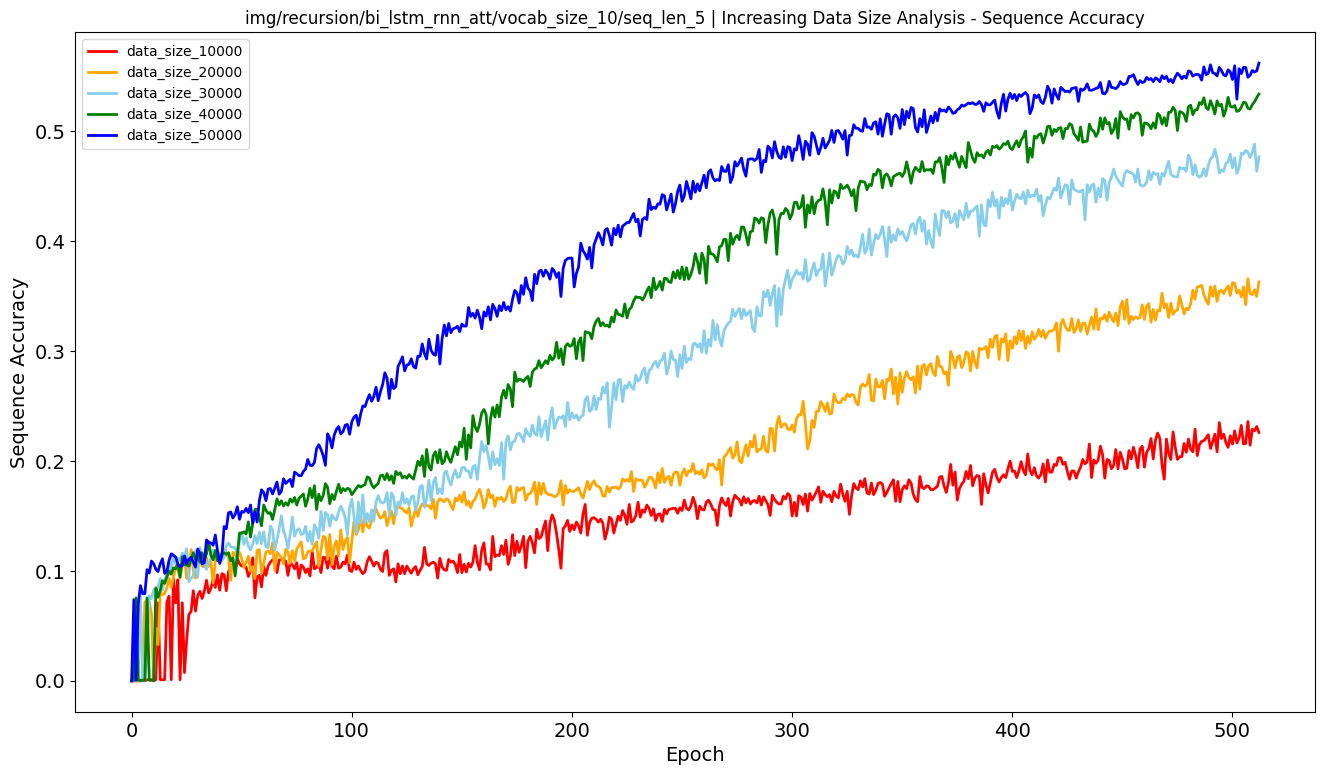 img/recursion/bi_lstm_rnn_att/vocab_size_10/seq_len_5 | Increasing Data Size Analysis - Sequence Accuracy
data_size_10000
data_size_20000
data_size_30000
data_size_40000
data_size_50000
Sequence Accuracy
0.5
0.4
0.3
0.2
0.1
0.0
0 100 200 300 400 500
Epoch